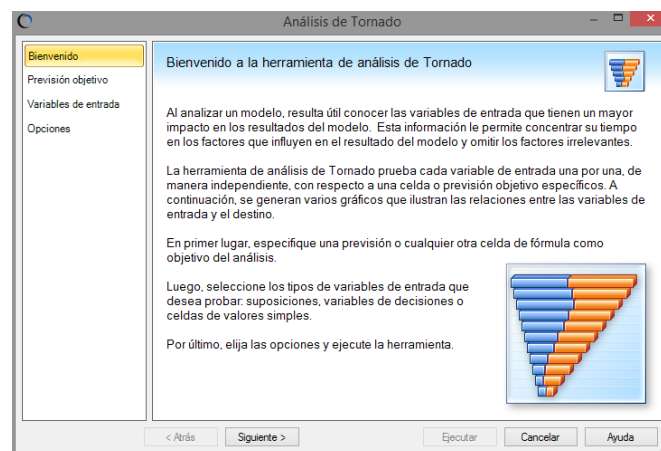 Análisis de Tornado
Bienvenido
Previsión objetivo
Variables de entrada
Opciones
Bienvenido a la herramienta de análisis de Tornado
Al analizar un modelo, resulta útil conocer las variables de entrada que tienen un mayor
impacto en los resultados del modelo. Esta información le permite concentrar su tiempo
en los factores que influyen en el resultado del modelo y omitir los factores irrelevantes.
La herramienta de análisis de Tornado prueba cada variable de entrada una por una, de
manera independiente, con respecto a una celda o previsión objetivo específicos. A
continuación, se generan varios gráficos que ilustran las relaciones entre las variables de
entrada y el destino.
En primer lugar, especifique una previsión o cualquier otra celda de fórmula como
objetivo del análisis.
Luego, seleccione los tipos de variables de entrada que
desea probar: suposiciones, variables de decisiones o
celdas de valores simples.
Por último, elija las opciones y ejecute la herramienta.
< Atrás
Siguiente >
Ejecutar
Cancelar
Ayuda